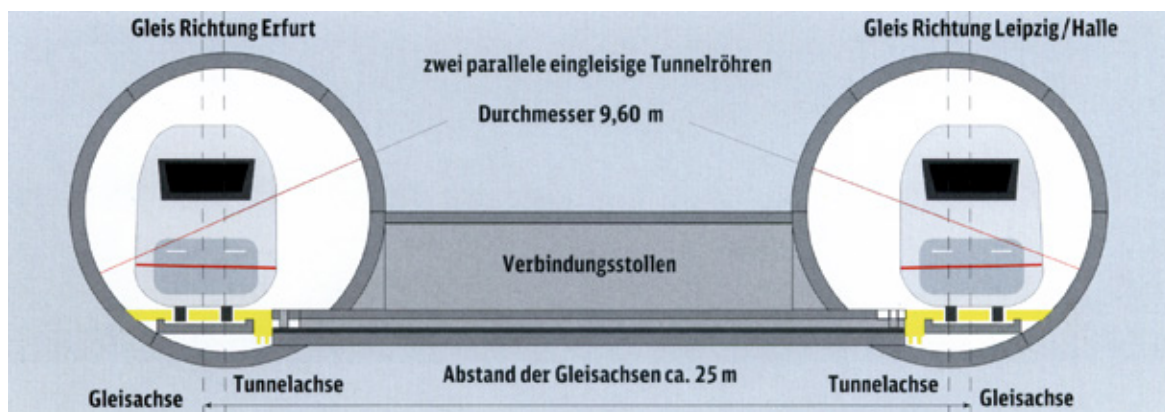 Gleis Richtung Erfurt
Gleis Richtung Leipzig/Halle
zwei parallele eingleisige Tunnelröhren
Durchmesser 9,60 m
Verbindungsstollen
Tunnelachse
Abstand der Gleisachsen ca. 25 m
Tunnelachse
Gleisachse
Gleisachse